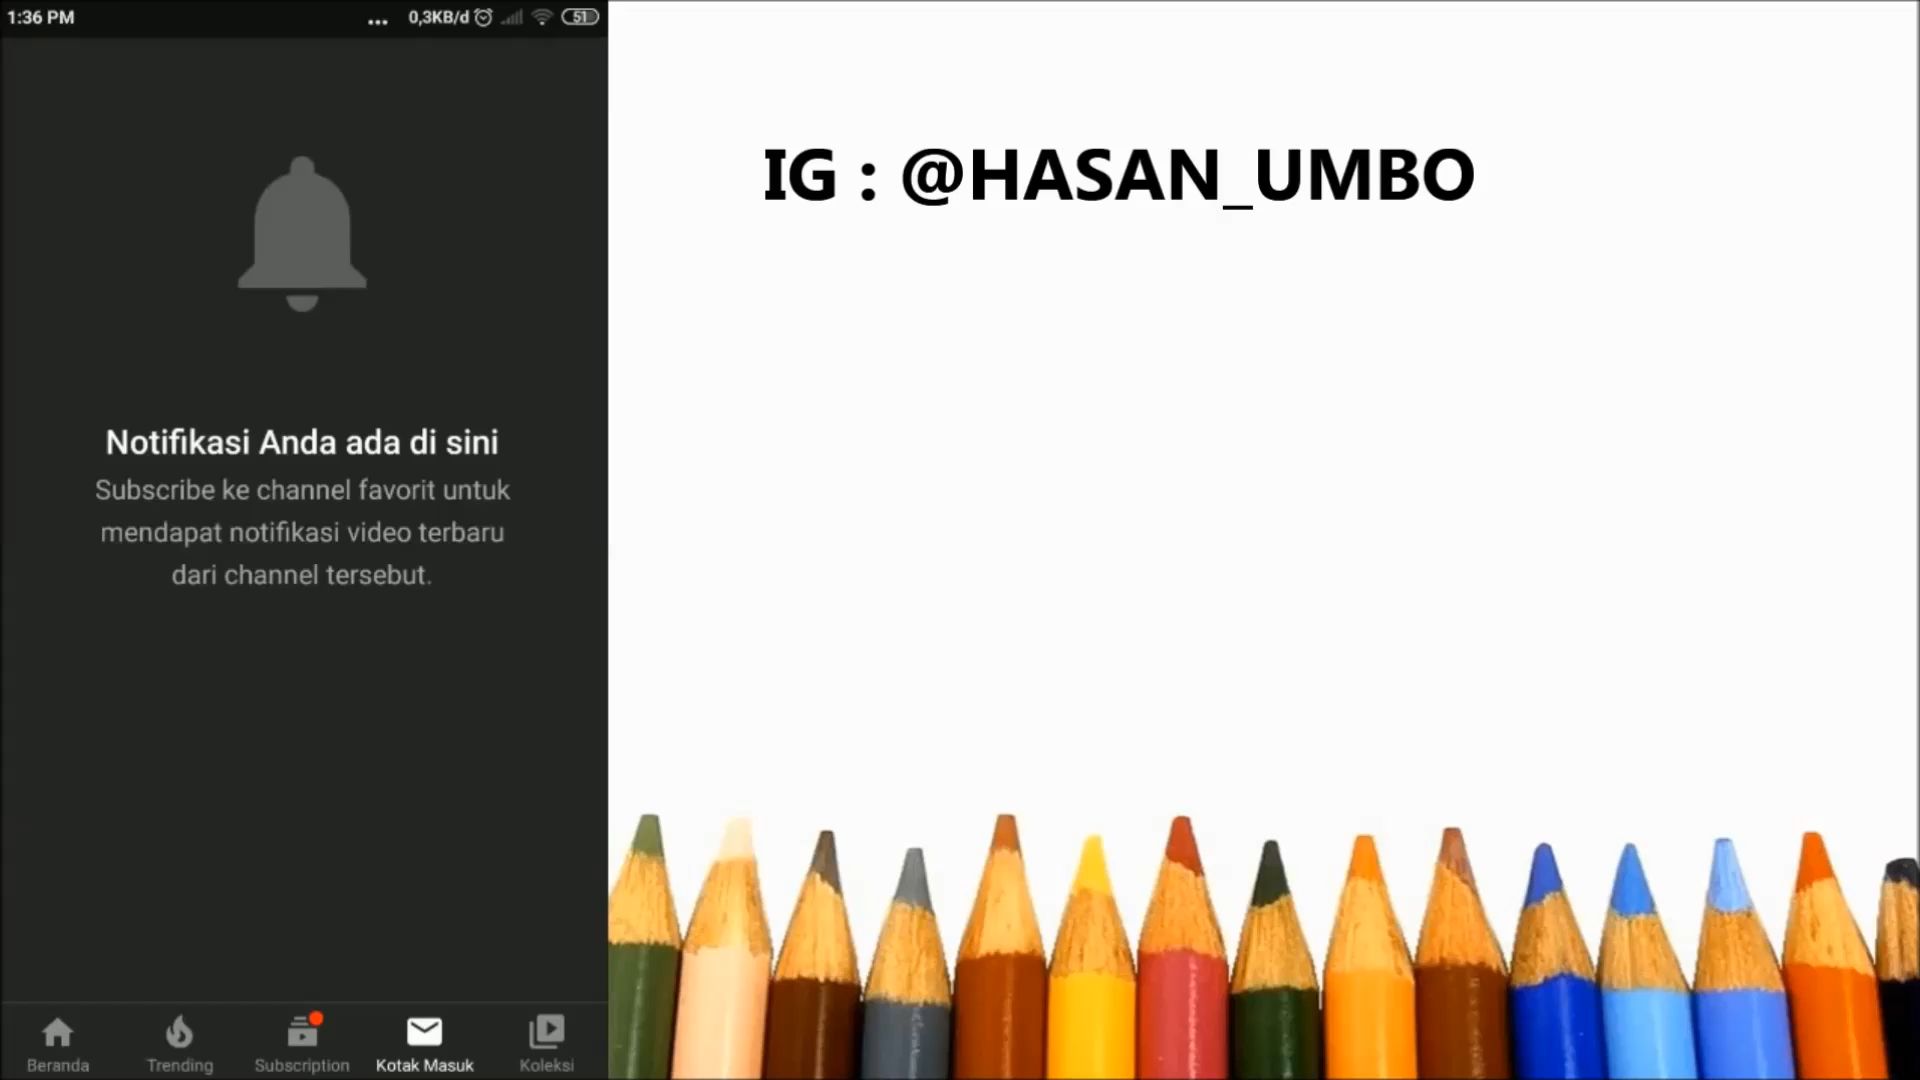 1:36 PM ... 0,3KB/d 51
IG : @HASAN_UMBO
Notifikasi Anda ada di sini
Subscribe ke channel favorit untuk
mendapat notifikasi video terbaru
dari channel tersebut.
Beranda Trending Subscription Kotak Masuk Koleksi